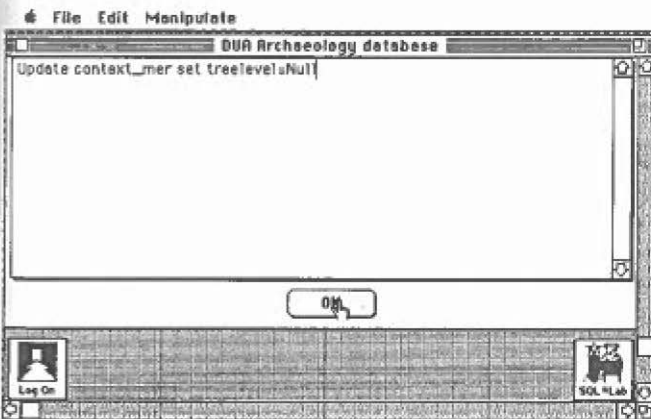 File Edit Manipulate
DUA Archaeology database
Update context_mer set treelevel=Null
OK
Log On
SQL*Lab